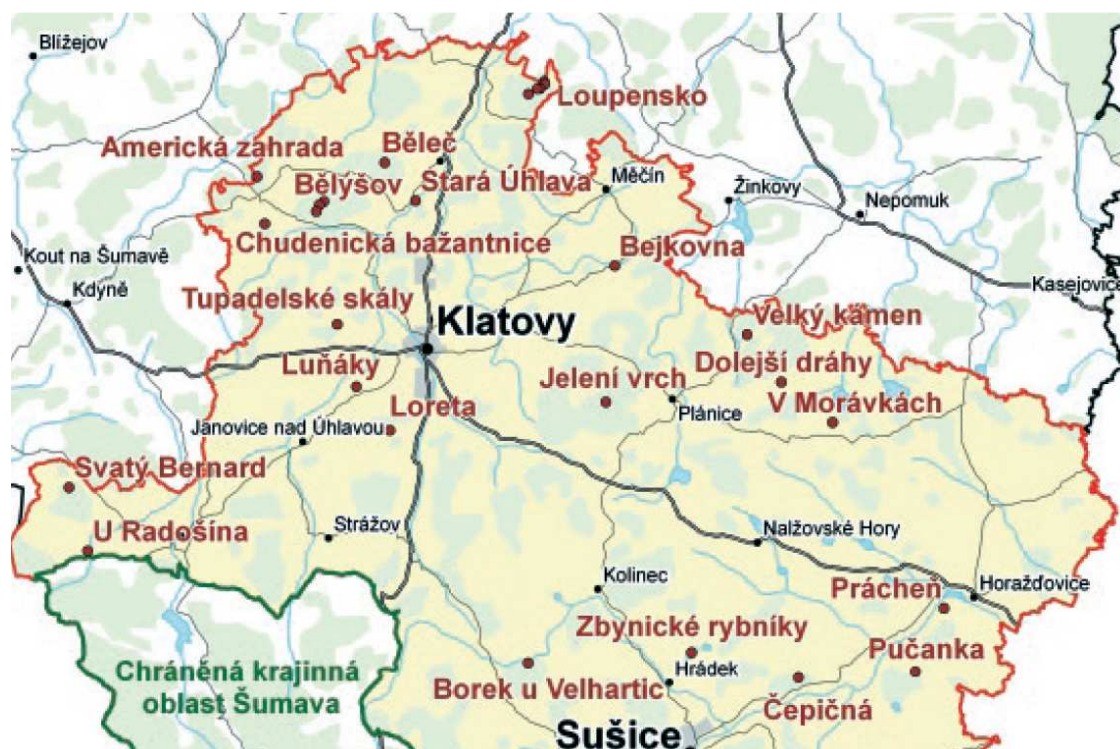 Blížejov
Loupensko
Běleč
Americká zahrada
Bělýšov
Stará Úhlava
Měčín
Žinkovy
Nepomuk
Chudenická bažantnice
Bejkovna
Kout na Šumavě
Kdyně
Kasejovice
Tupadelské skály
Klatovy
Velký kámen
Luňáky
Jelení vrch
Dolejší dráhy
Plánice
V Morávkách
Loreta
Janovice nad Úhlavou
Svatý Bernard
U Radošína
Strážov
Nalžovské Hory
Kolinec
Prácheň
Horažďovice
Zbynické rybníky
Pučanka
Chráněná krajinná
oblast Šumava
Borek u Velhartic
Hrádek
Čepičná
Sušice